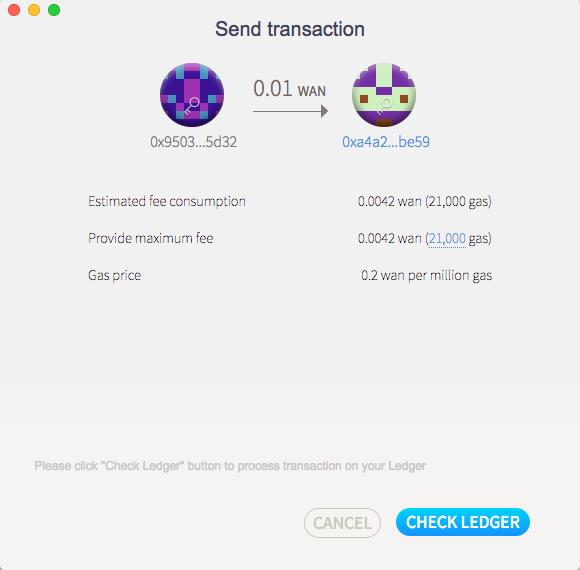 Send transaction
0.01 WAN
0x9503...5d32
0xa4a2...be59
Estimated fee consumption 0.0042 wan (21,000 gas)
Provide maximum fee 0.0042 wan (21,000 gas)
Gas price 0.2 wan per million gas
Please click "Check Ledger" button to process transaction on your Ledger
CANCEL CHECK LEDGER